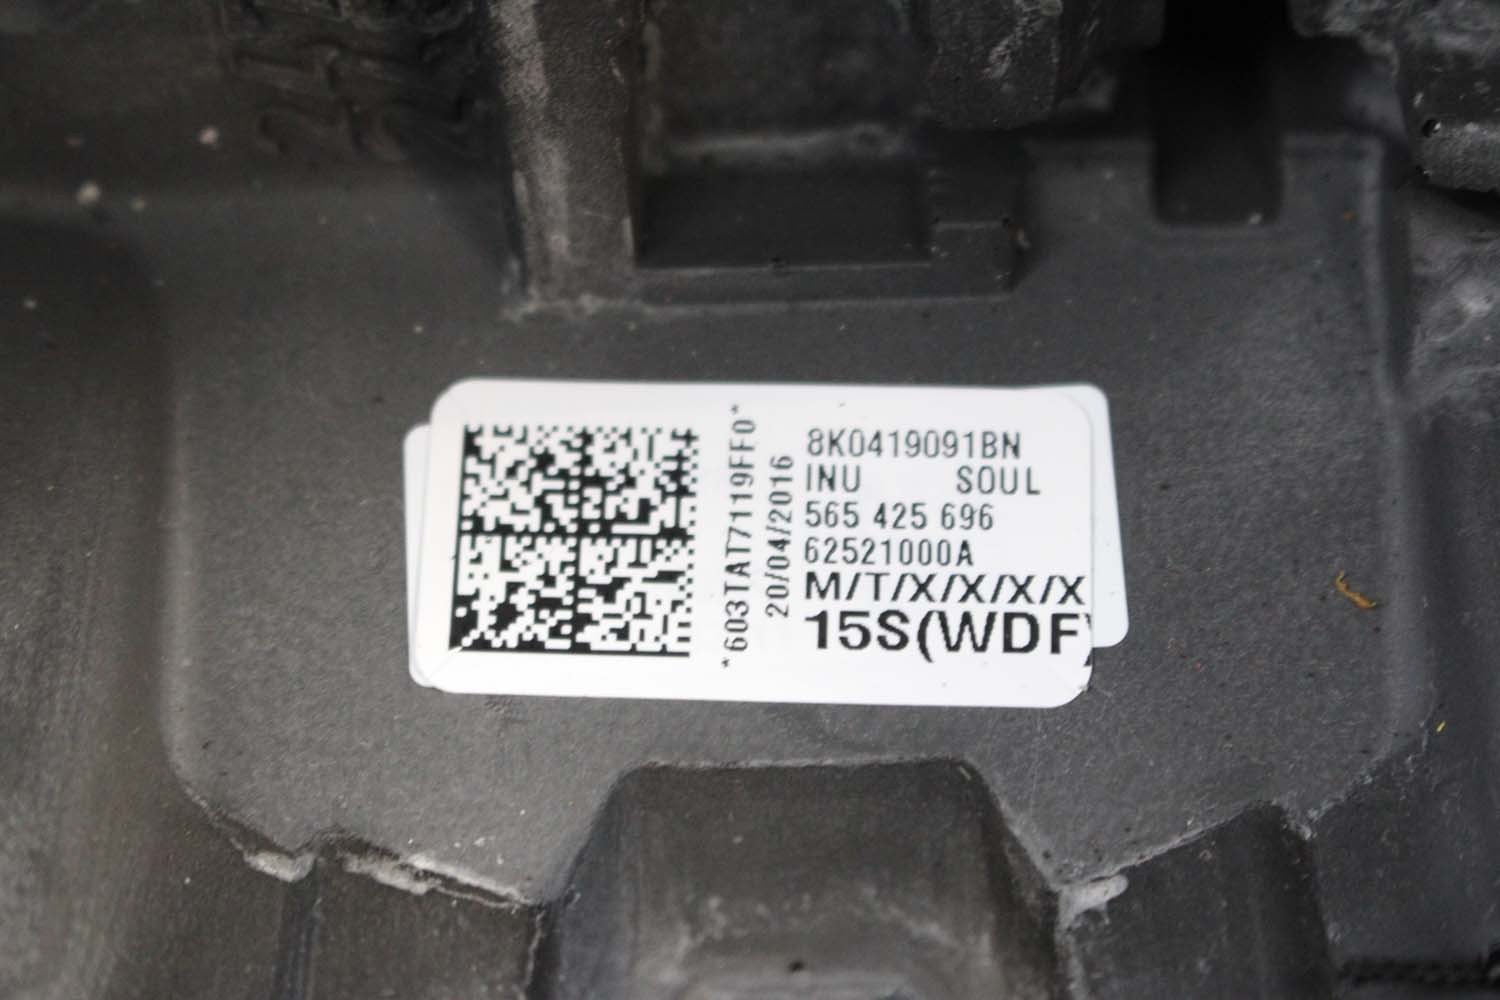 *603TAT7119FF0*
20/04/2016
8K0419091BN
INU SOUL
565 425 696
62521000A
M/T/X/X/X/X
15S(WDF)